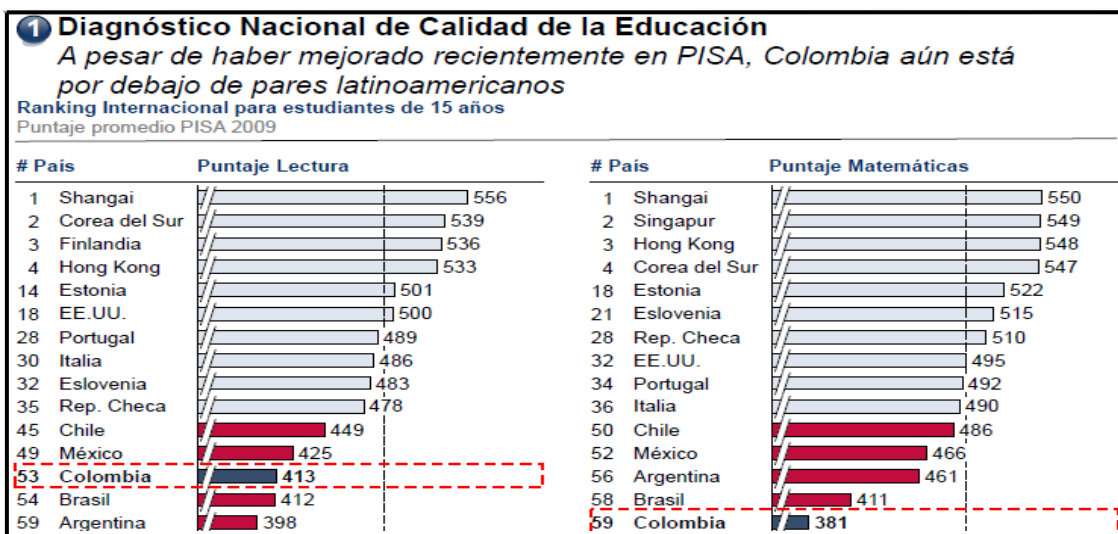 1 Diagnóstico Nacional de Calidad de la Educación
A pesar de haber mejorado recientemente en PISA, Colombia aún está
por debajo de pares latinoamericanos
Ranking Internacional para estudiantes de 15 años
Puntaje promedio PISA 2009
# País Puntaje Lectura
1 Shangai 556
2 Corea del Sur 539
3 Finlandia 536
4 Hong Kong 533
14 Estonia 501
18 EE.UU. 500
28 Portugal 489
30 Italia 486
32 Eslovenia 483
35 Rep. Checa 478
45 Chile 449
49 México 425
53 Colombia 413
54 Brasil 412
59 Argentina 398
# País Puntaje Matemáticas
1 Shangai 550
2 Singapur 549
3 Hong Kong 548
4 Corea del Sur 547
18 Estonia 522
21 Eslovenia 515
28 Rep. Checa 510
32 EE.UU. 495
34 Portugal 492
36 Italia 490
50 Chile 486
52 México 466
56 Argentina 461
58 Brasil 411
59 Colombia 381